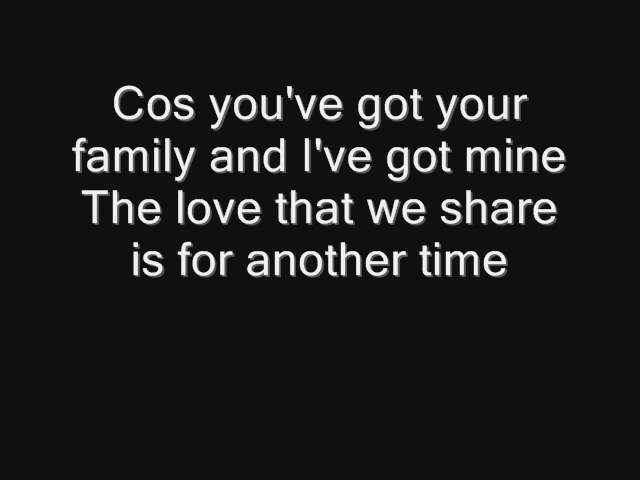 Cos you've got your
family and I've got mine
The love that we share
is for another time